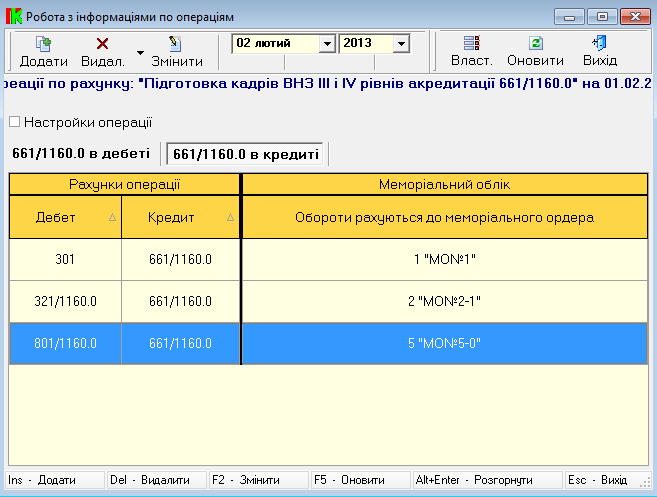 Робота з інформаціями по операціям
Додати Видал. Змінити 02 лютий 2013 Власт. Оновити Вихід
реації по рахунку: "Підготовка кадрів ВНЗ III і IV рівнів акредитації 661/1160.0" на 01.02.2
Настройки операції
661/1160.0 в дебеті 661/1160.0 в кредиті
Рахунки операції Меморіальний облік
Дебет Кредит Обороти рахуються до меморіального ордера
301 661/1160.0 1 "МО№1"
321/1160.0 661/1160.0 2 "МО№2-1"
801/1160.0 661/1160.0 5 "МО№5-0"
Ins - Додати Del - Видалити F2 - Змінити F5 - Оновити Alt+Enter - Розгорнути Esc - Вихід